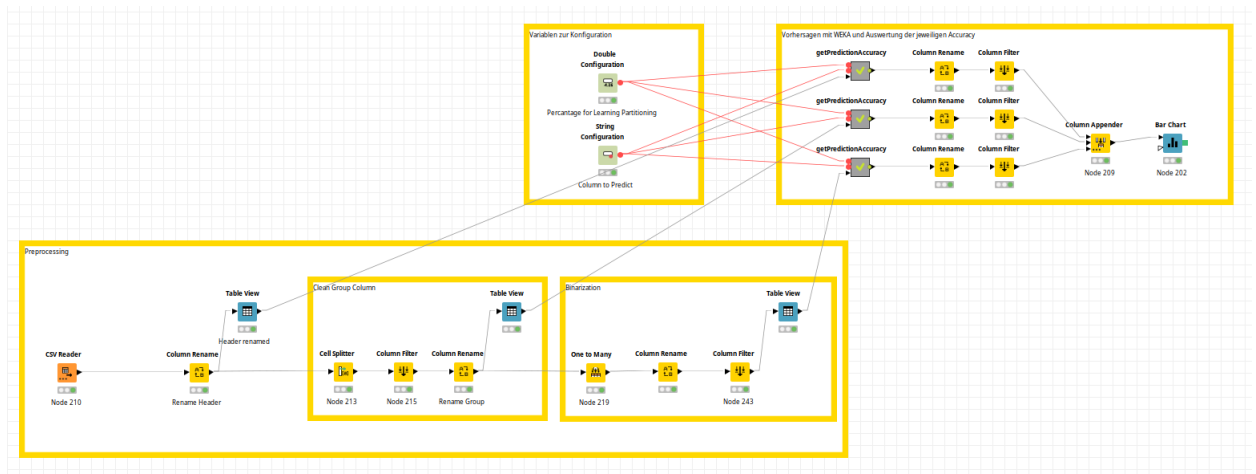 Variablen zur Konfiguration
Double
Configuration
Percentage for Learning Partitioning
String
Configuration
Column to Predict
Vorhersagen mit WEKA und Auswertung der jeweiligen Accuracy
getPredictionAccuracy
Column Rename
Column Filter
getPredictionAccuracy
Column Rename
Column Filter
getPredictionAccuracy
Column Rename
Column Filter
Column Appender
Node 209
Bar Chart
Node 202
Preprocessing
CSV Reader
Node 210
Column Rename
Rename Header
Table View
Header renamed
Clean Group Column
Table View
Cell Splitter
Node 213
Column Filter
Node 215
Column Rename
Rename Group
Binarization
Table View
One to Many
Node 219
Column Rename
Column Filter
Node 243